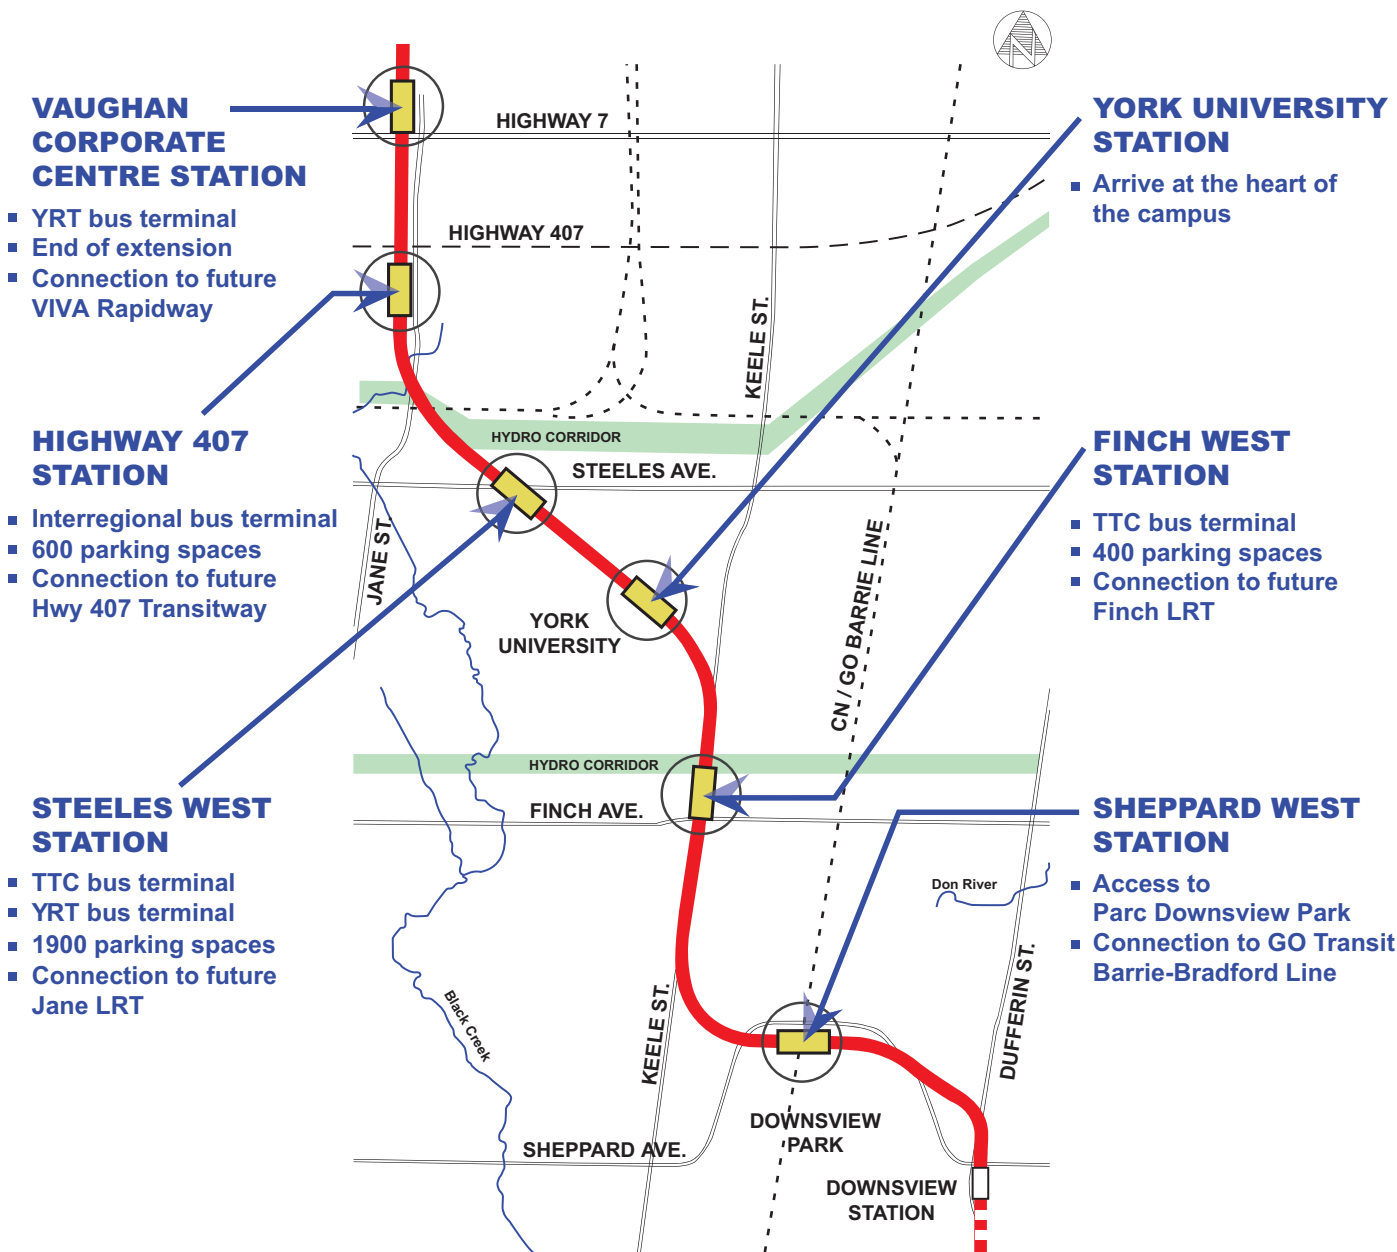 VAUGHAN
CORPORATE
CENTRE STATION
YRT bus terminal
End of extension
Connection to future
VIVA Rapidway
HIGHWAY 407
STATION
Interregional bus terminal
600 parking spaces
Connection to future
Hwy 407 Transitway
STEELES WEST
STATION
TTC bus terminal
YRT bus terminal
1900 parking spaces
Connection to future
Jane LRT
N
HIGHWAY 7
HIGHWAY 407
KEELE ST.
HYDRO CORRIDOR
STEELES AVE.
JANE ST.
YORK
UNIVERSITY
CN / GO BARRIE LINE
HYDRO CORRIDOR
FINCH AVE.
Don River
Black Creek
KEELE ST.
DUFFERIN ST.
DOWNSVIEW
PARK
SHEPPARD AVE.
DOWNSVIEW
STATION
YORK UNIVERSITY
STATION
Arrive at the heart of
the campus
FINCH WEST
STATION
TTC bus terminal
400 parking spaces
Connection to future
Finch LRT
SHEPPARD WEST
STATION
Access to
Parc Downsview Park
Connection to GO Transit
Barrie-Bradford Line